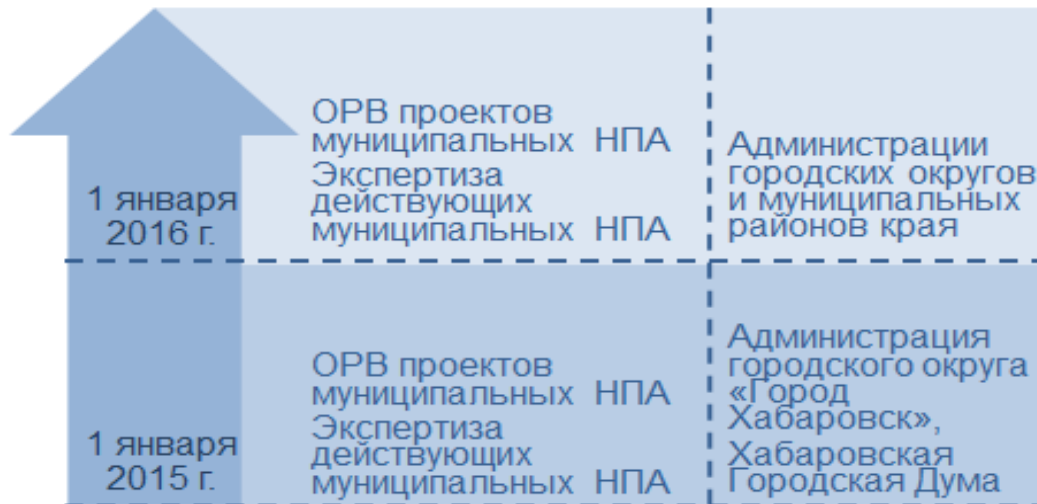 1 января
2016 г.
ОРВ проектов
муниципальных НПА
Экспертиза
действующих
муниципальных НПА
Администрации
городских округов
и муниципальных
районов края
1 января
2015 г.
ОРВ проектов
муниципальных НПА
Экспертиза
действующих
муниципальных НПА
Администрация
городского округа
«Город
Хабаровск»,
Хабаровская
Городская Дума